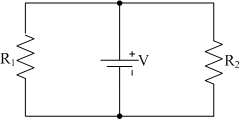 R₁ + V R₂
-